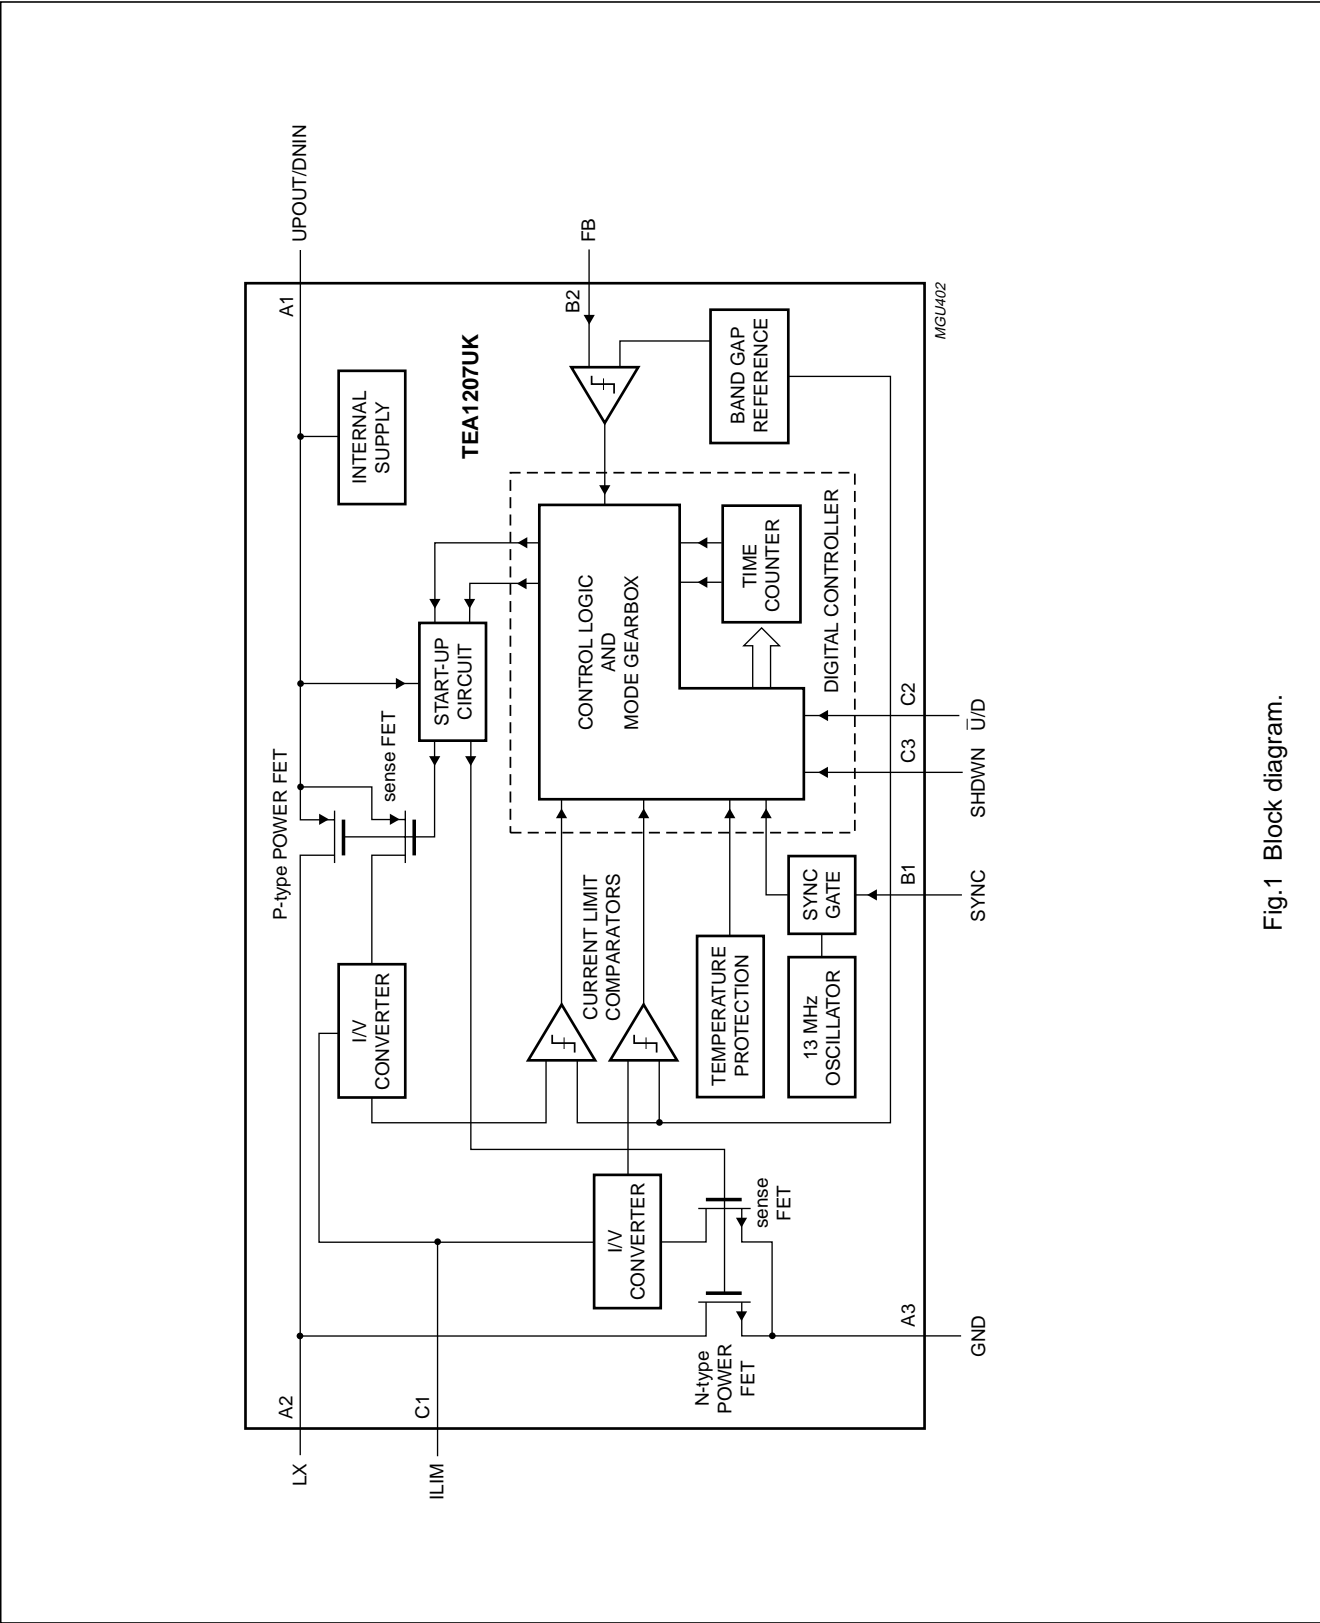 LX
A2
P-type POWER FET
A1
UPOUT/DNIN
sense FET
INTERNAL
SUPPLY
I/V
CONVERTER
ILIM
C1
START-UP
CIRCUIT
TEA1207UK
CURRENT LIMIT
COMPARATORS
CONTROL LOGIC
AND
MODE GEARBOX
B2
FB
I/V
CONVERTER
N-type
POWER
FET
sense
FET
TEMPERATURE
PROTECTION
TIME
COUNTER
BAND GAP
REFERENCE
13 MHz
OSCILLATOR
SYNC
GATE
DIGITAL CONTROLLER
A3
B1
C3
C2
GND
SYNC
SHDWN
U̅/D
MGU402
Fig.1 Block diagram.